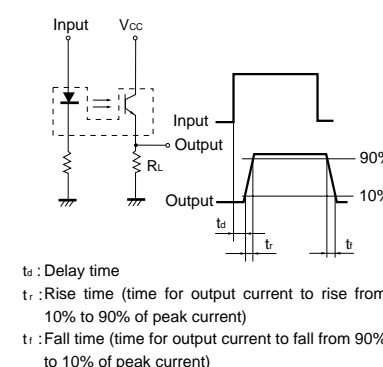 Input
Vcc
Input
Output
RL
90%
10%
Output
td
tr
tf
td : Delay time
tr : Rise time (time for output current to rise from
10% to 90% of peak current)
tf : Fall time (time for output current to fall from 90%
to 10% of peak current)